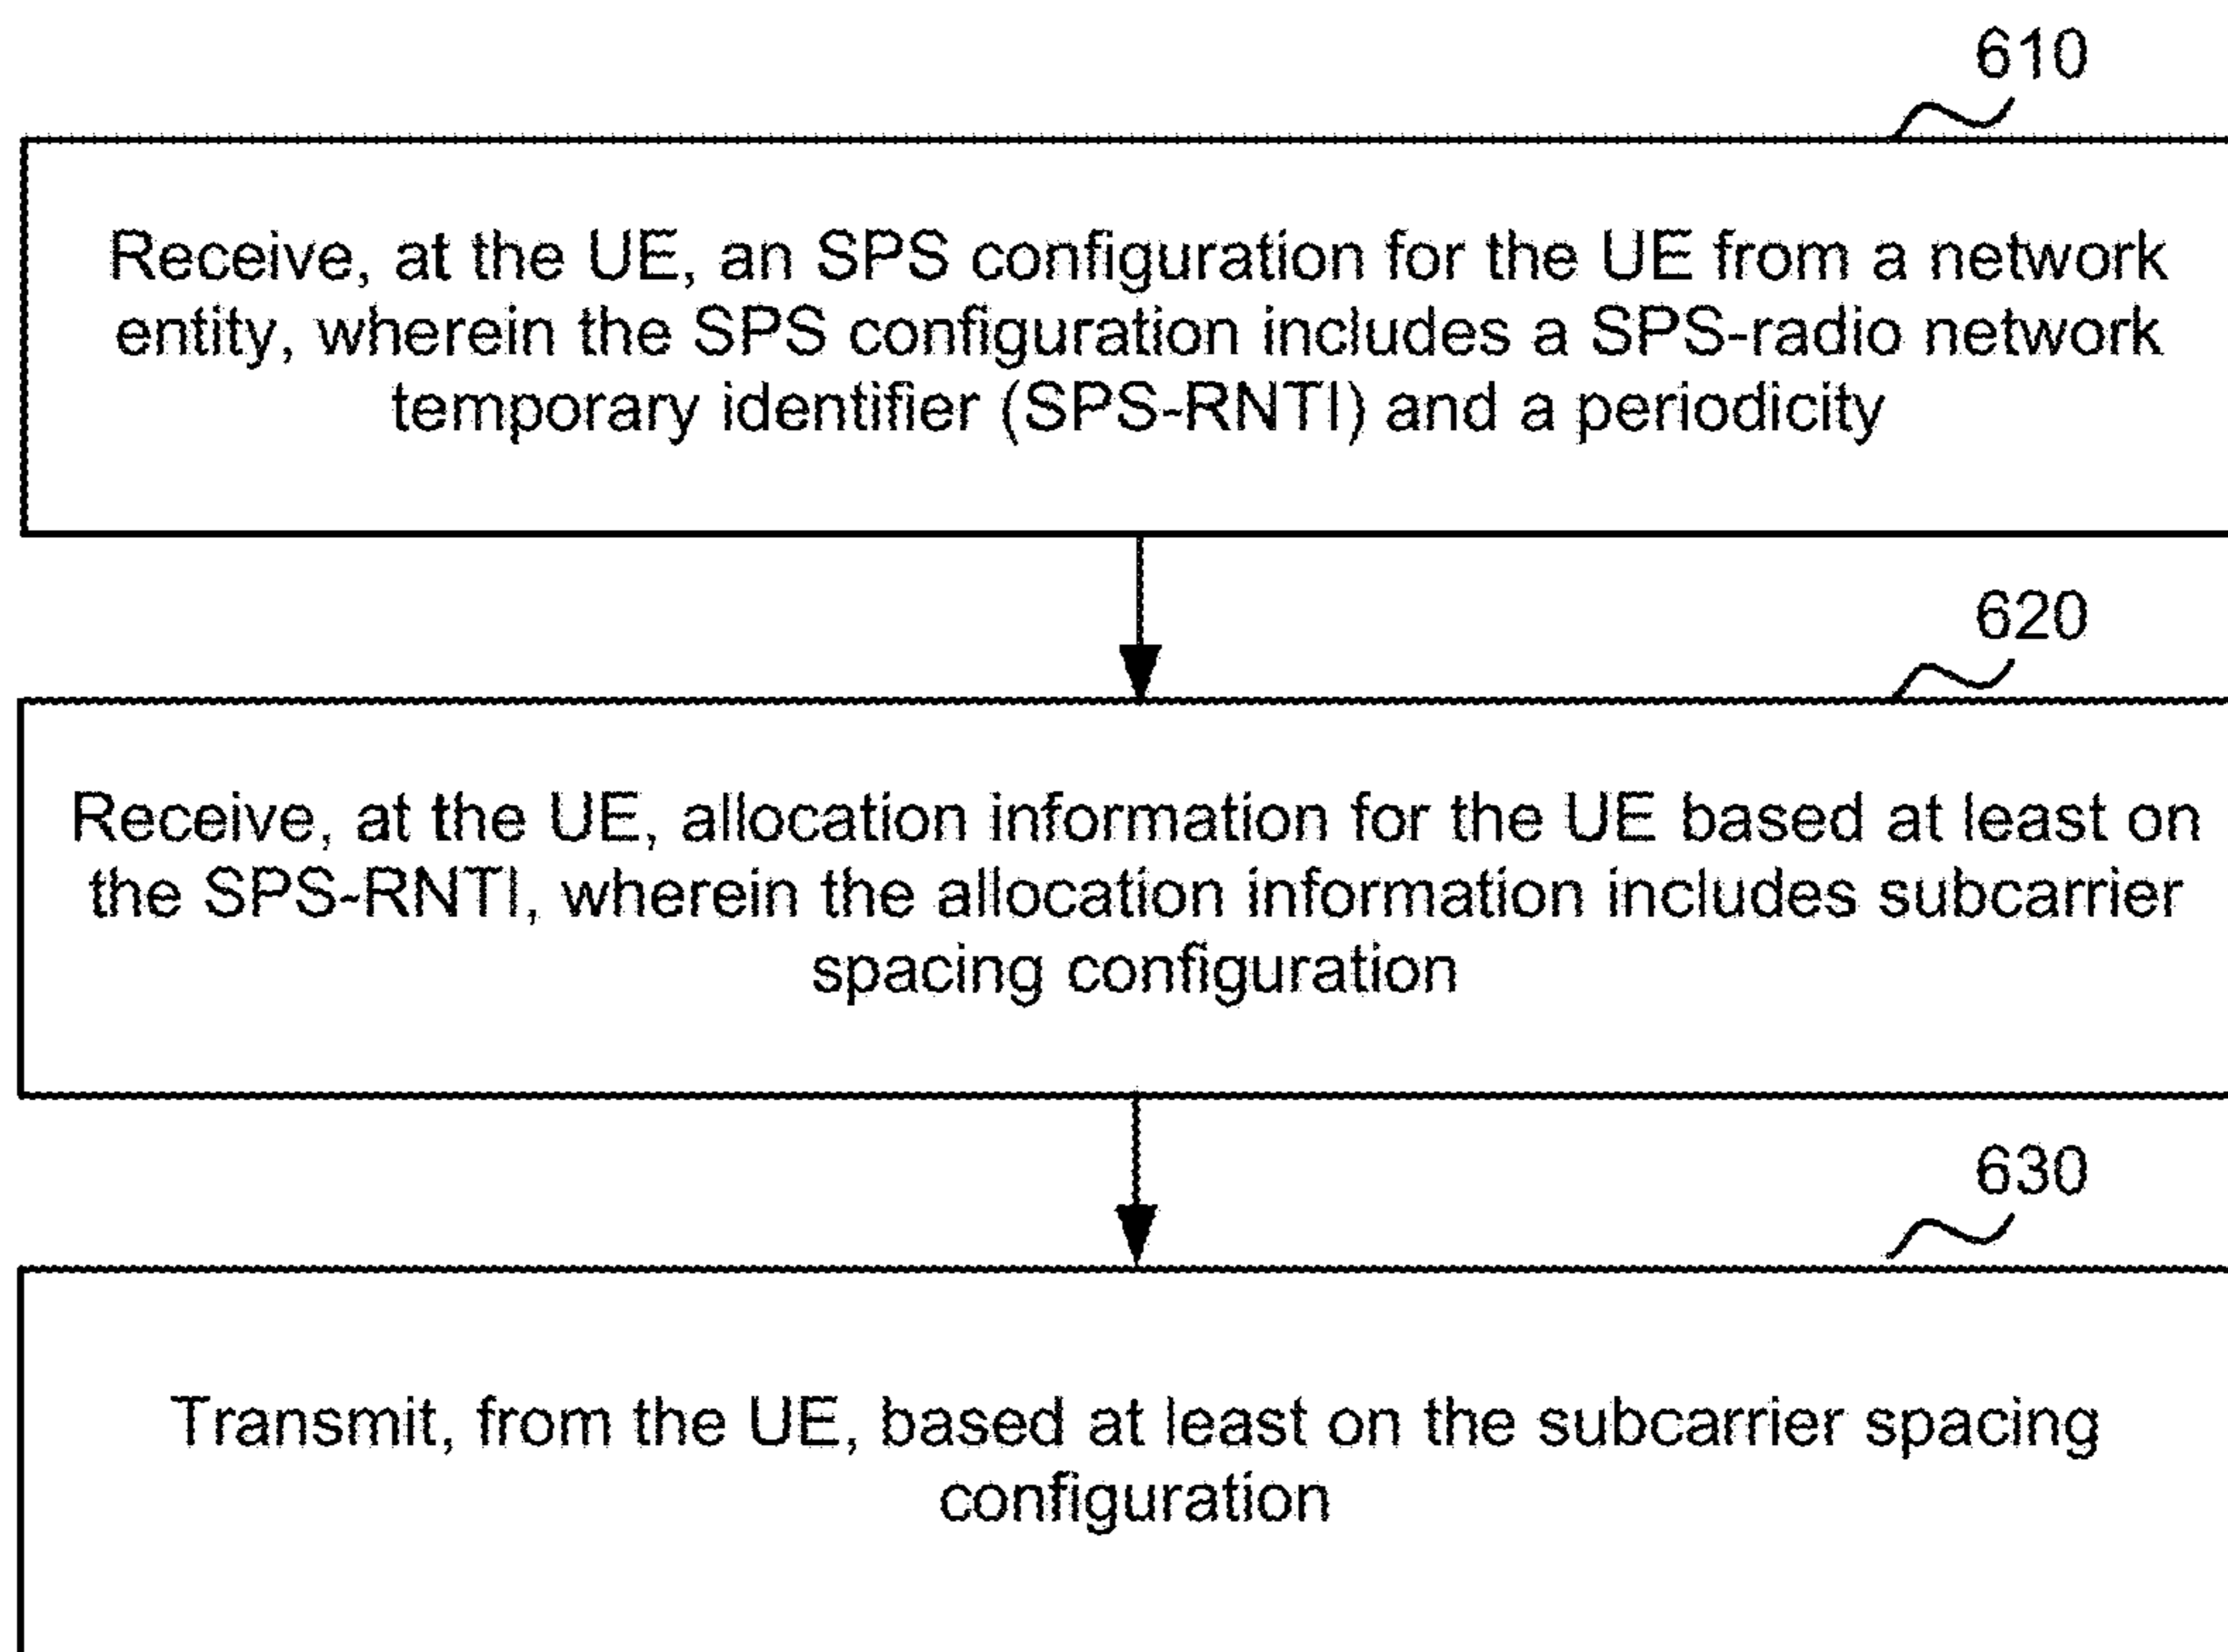 610
Receive, at the UE, an SPS configuration for the UE from a network
entity, wherein the SPS configuration includes a SPS-radio network
temporary identifier (SPS-RNTI) and a periodicity
620
Receive, at the UE, allocation information for the UE based at least on
the SPS-RNTI, wherein the allocation information includes subcarrier
spacing configuration
630
Transmit, from the UE, based at least on the subcarrier spacing
configuration